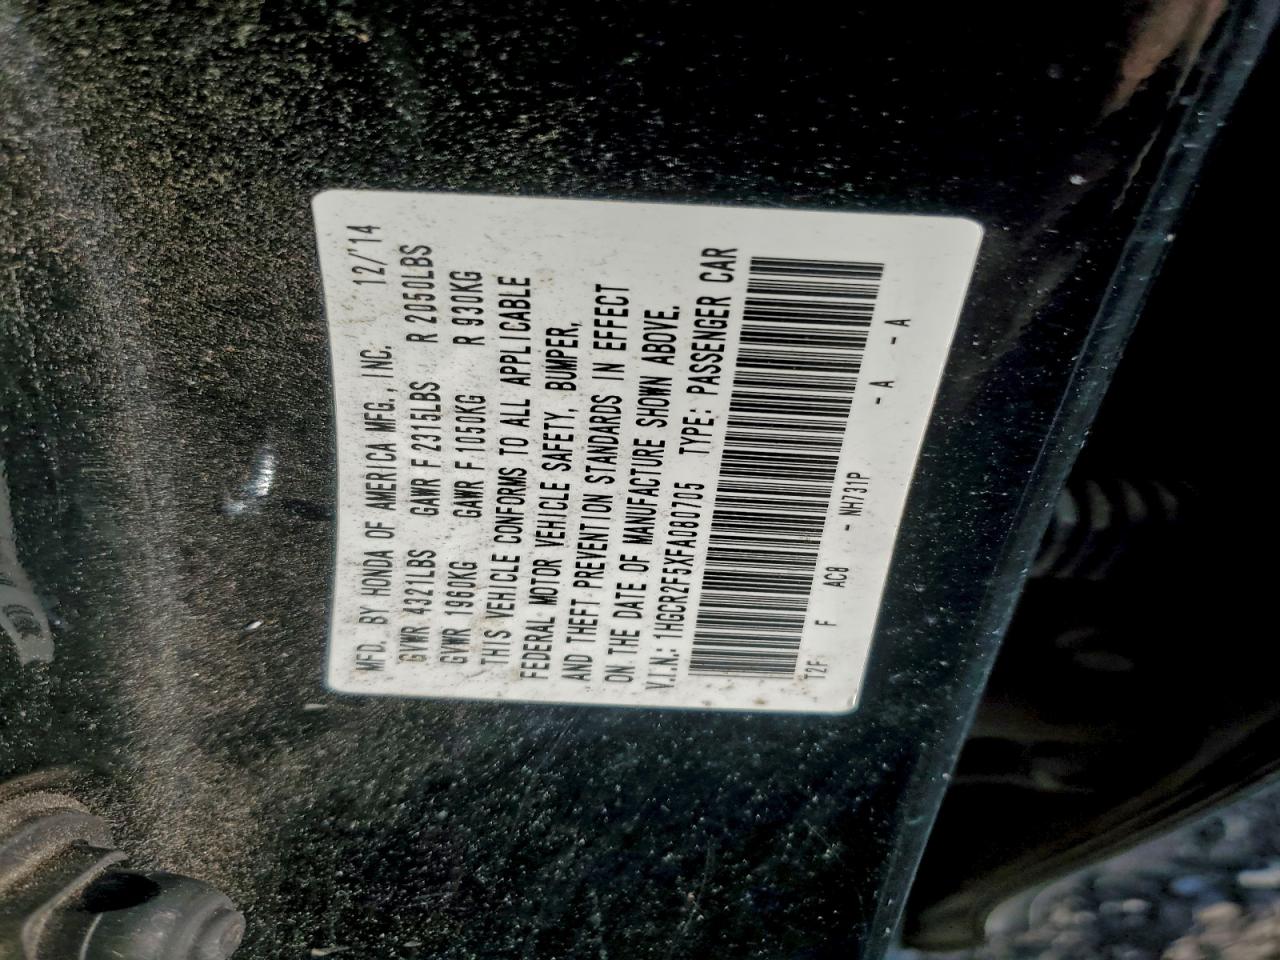 MFD. BY HONDA OF AMERICA MFG., INC. 12/'14
GVWR 4321LBS GAWR F 2315LBS R 2050LBS
GVWR 1960KG GAWR F 1050KG R 930KG
THIS VEHICLE CONFORMS TO ALL APPLICABLE
FEDERAL MOTOR VEHICLE SAFETY, BUMPER,
AND THEFT PREVENTION STANDARDS IN EFFECT
ON THE DATE OF MANUFACTURE SHOWN ABOVE.
V.I.N.: 1HGCR2F5XFA080705 TYPE: PASSENGER CAR
T2F F AC8 - NH731P - A - A